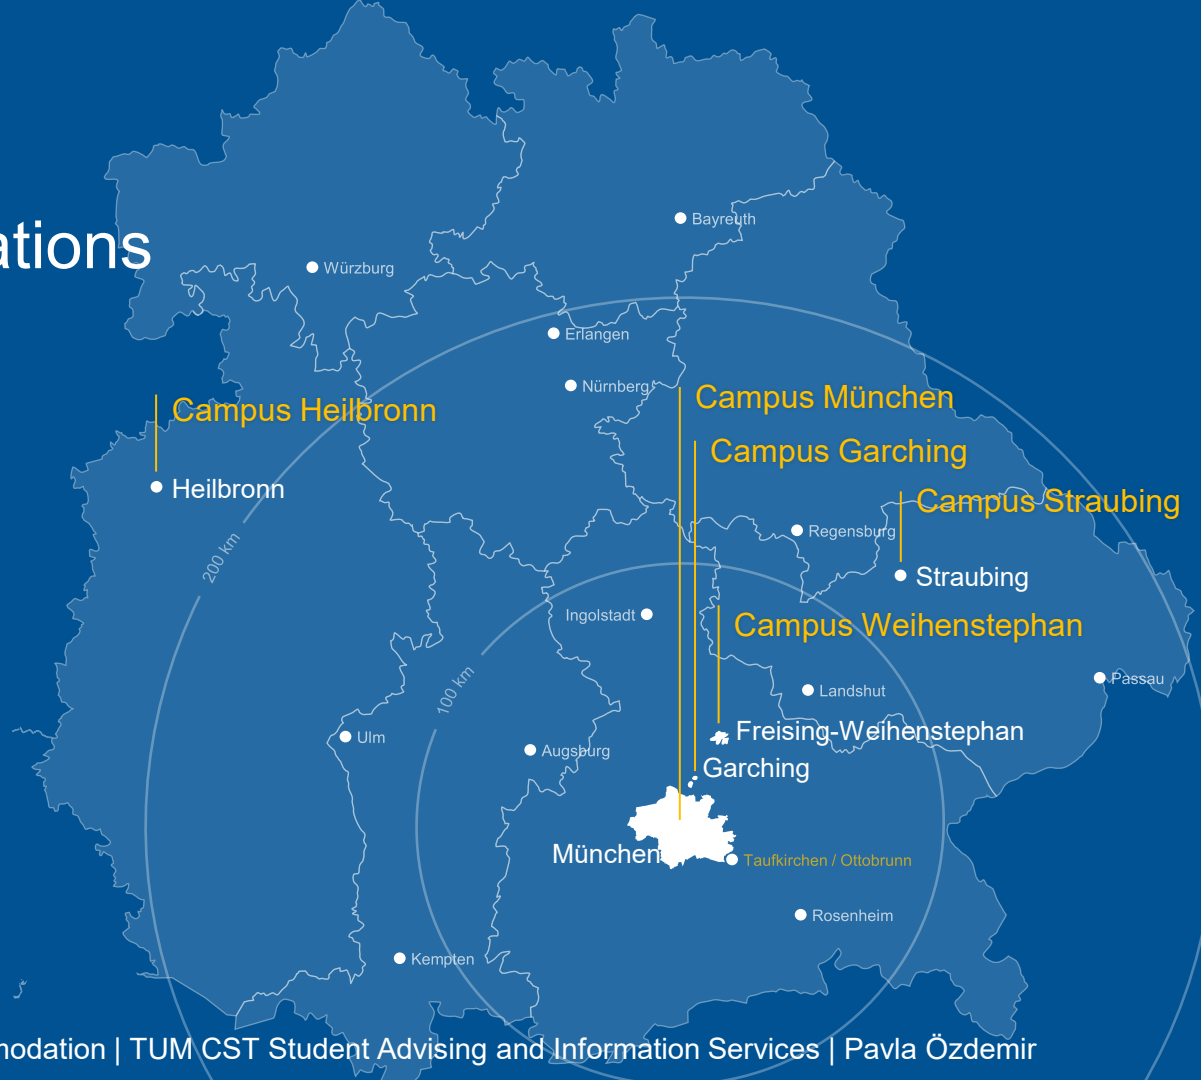 ations
Bayreuth
Würzburg
Erlangen
Nürnberg
Campus Heilbronn
Campus München
Campus Garching
Heilbronn
Campus Straubing
Regensburg
200 km
Straubing
Ingolstadt
Campus Weihenstephan
100 km
Landshut
Passau
Ulm
Augsburg
Freising-Weihenstephan
Garching
München
Taufkirchen / Ottobrunn
Rosenheim
Kempten
modation | TUM CST Student Advising and Information Services | Pavla Özdemir